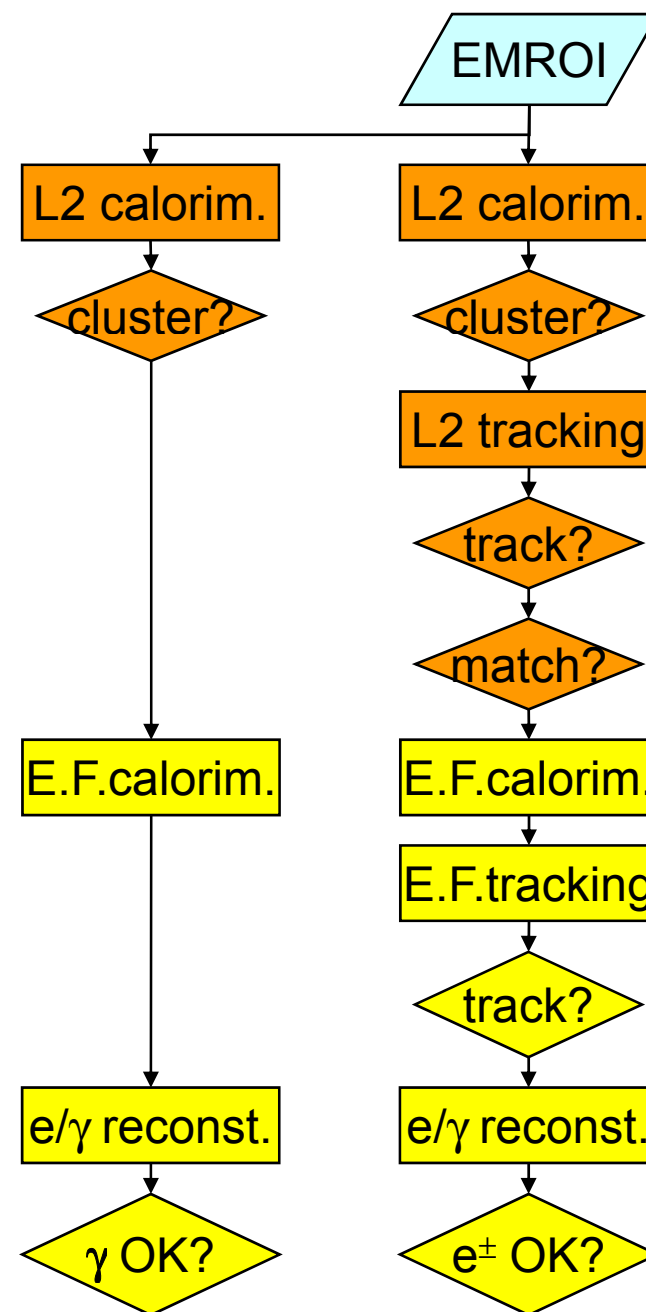 EMROI
L2 calorim.
L2 calorim.
cluster?
cluster?
L2 tracking
track?
match?
E.F.calorim.
E.F.calorim.
E.F.tracking
track?
e/γ reconst.
e/γ reconst.
γ OK?
e± OK?